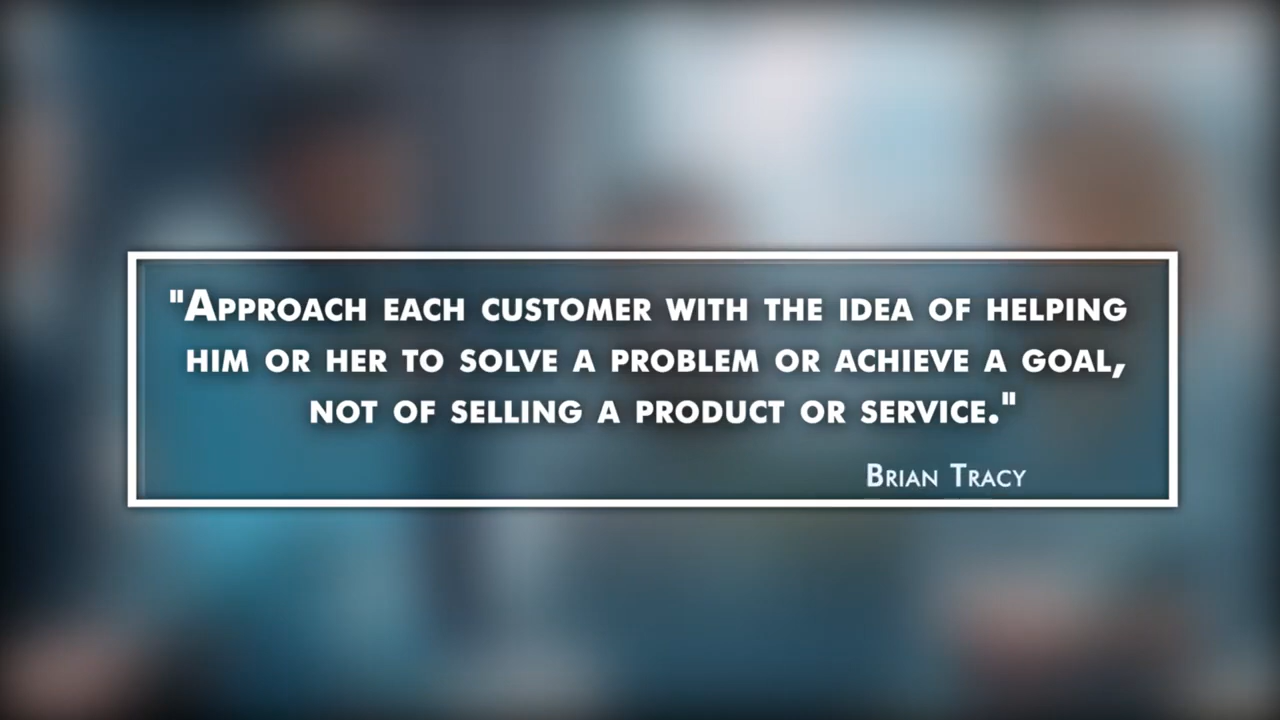 "Approach each customer with the idea of helping
him or her to solve a problem or achieve a goal,
not of selling a product or service."
Brian Tracy